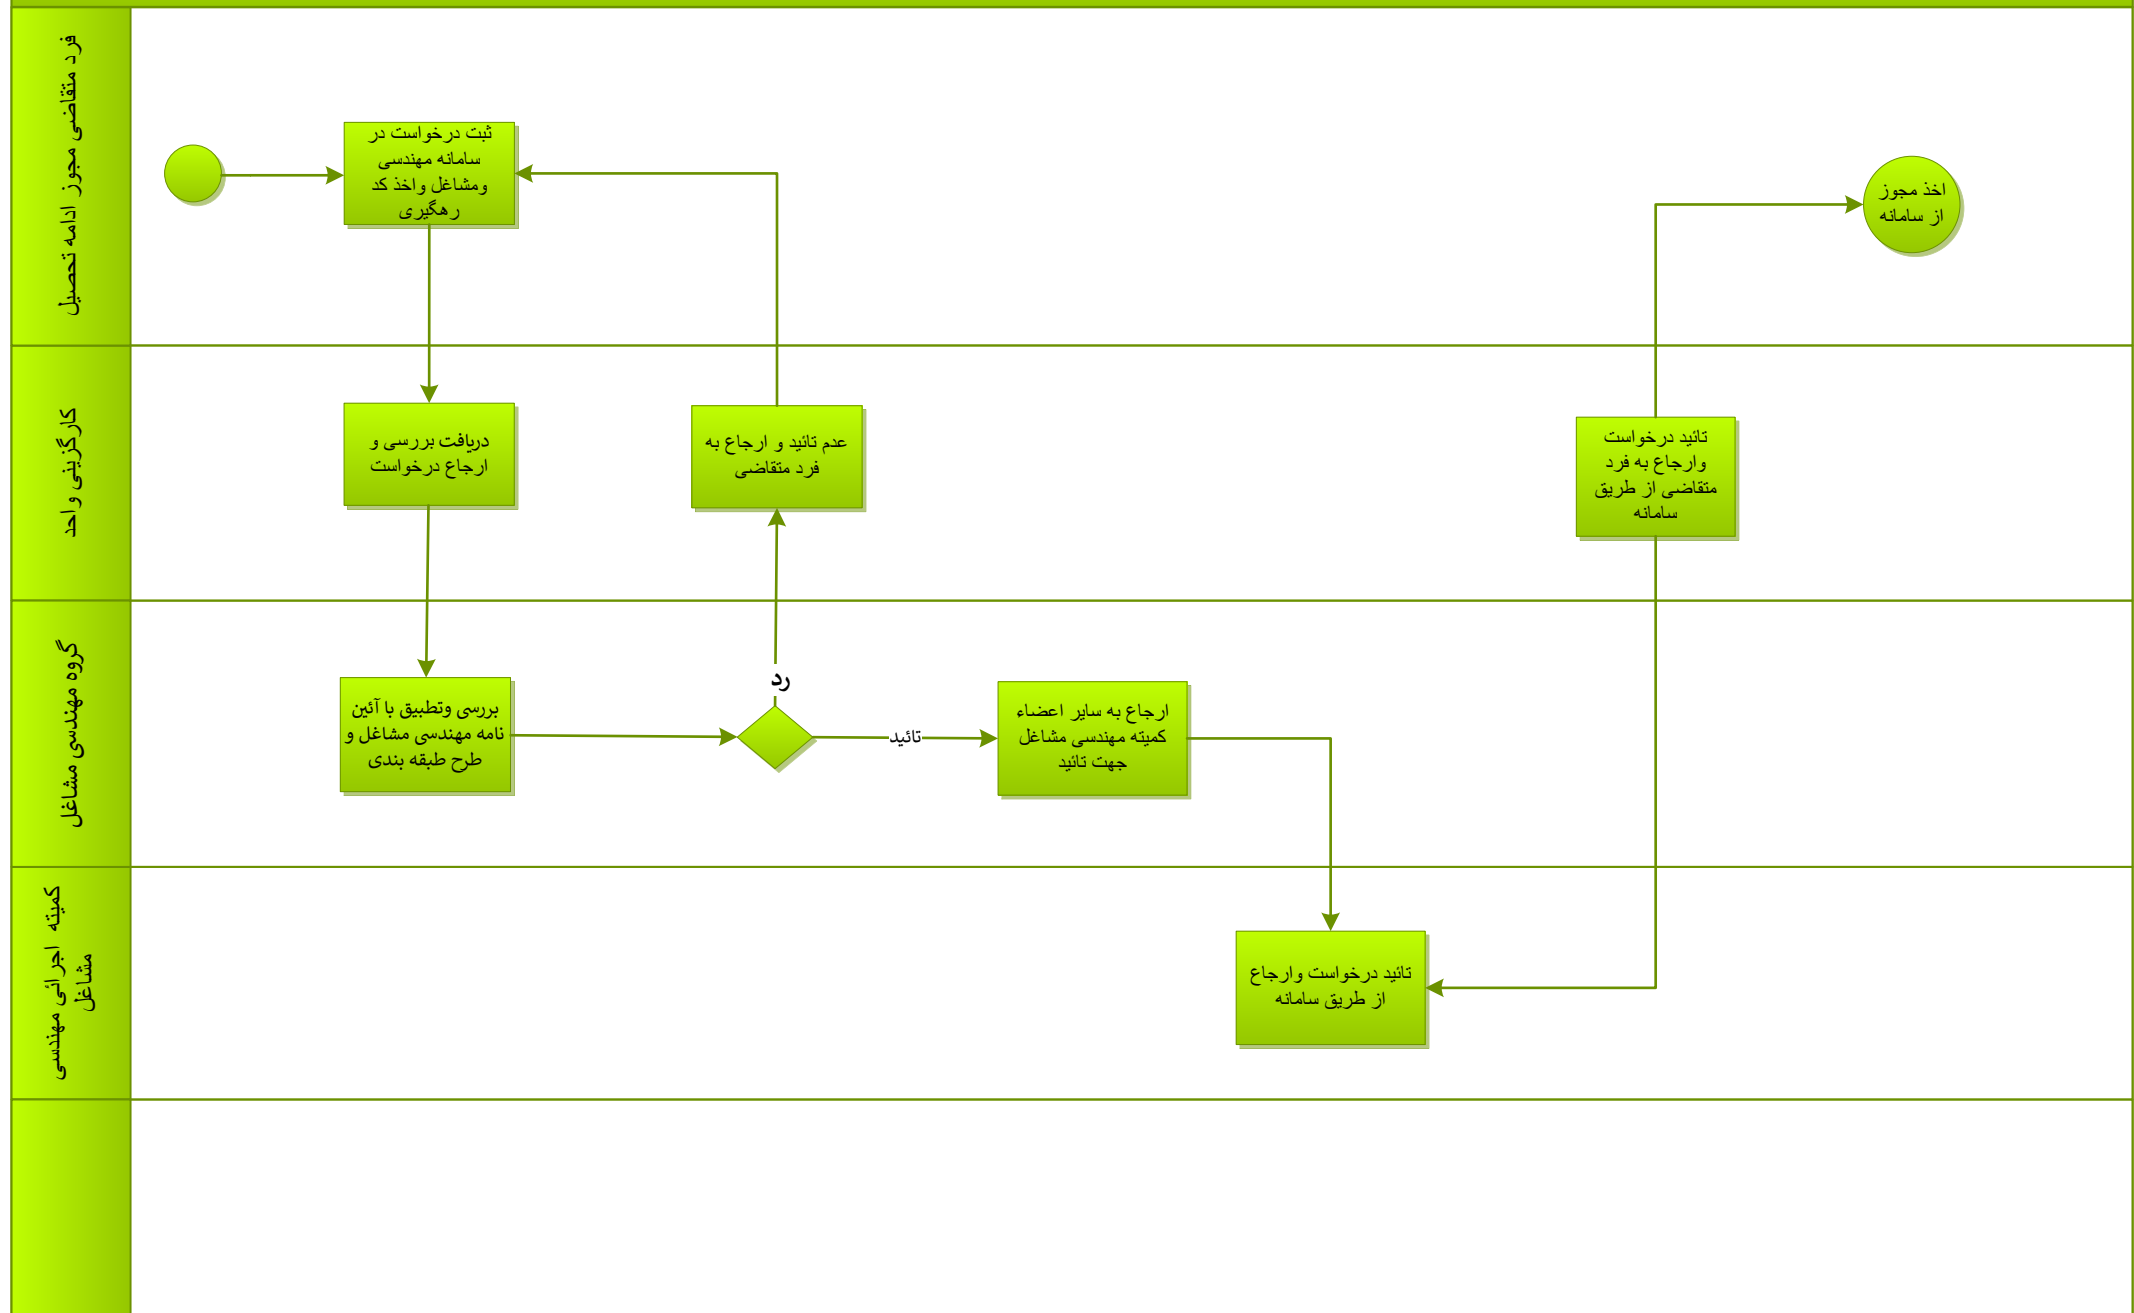 فرد متقاضی مجوز ادامه تحصیل
ثبت درخواست در
سامانه مهندسی
ومشاغل واخذ کد
رهگیری
اخذ مجوز
از سامانه
کارگزینی واحد
دریافت بررسی و
ارجاع درخواست
عدم تائید و ارجاع به
فرد متقاضی
تائید درخواست
وارجاع به فرد
متقاضی از طریق
سامانه
گروه مهندسی مشاغل
بررسی وتطبیق با آئین
نامه مهندسی مشاغل و
طرح طبقه بندی
رد
تائید
ارجاع به سایر اعضاء
کمیته مهندسی مشاغل
جهت تائید
کمیته اجرائی مهندسی
مشاغل
تائید درخواست وارجاع
از طریق سامانه